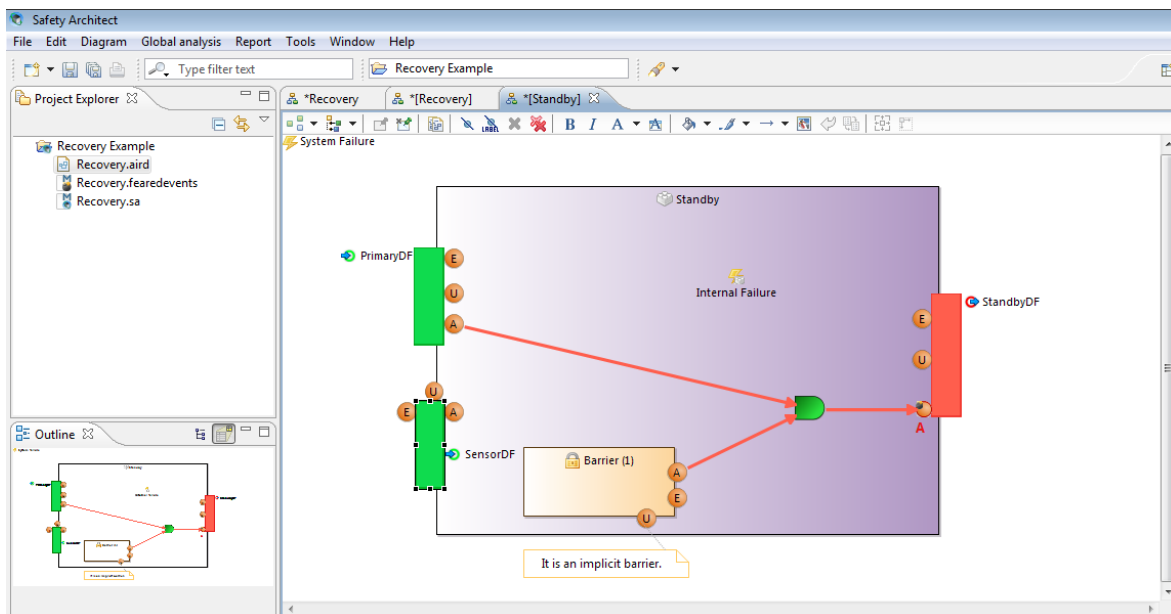 Safety Architect
File Edit Diagram Global analysis Report Tools Window Help
Type filter text
Recovery Example
Project Explorer
*Recovery
*[Recovery]
*[Standby]
LABEL
B I A
Recovery Example
Recovery.aird
Recovery.fearedevents
Recovery.sa
System Failure
Standby
PrimaryDF
E
U
A
Internal Failure
StandbyDF
E
U
A
U
E A
SensorDF
Barrier (1)
A
E
U
It is an implicit barrier.
Outline